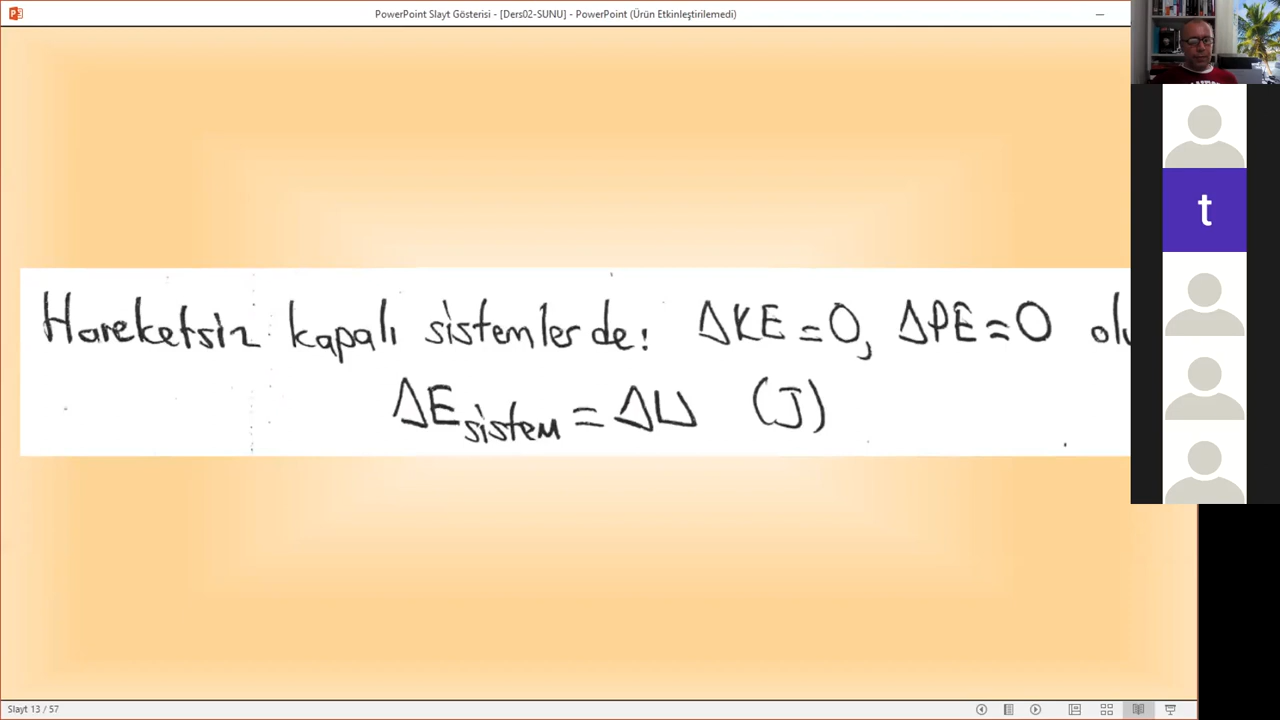 PowerPoint Slayt Gösterisi - [Ders02-SUNU] - PowerPoint (Ürün Etkinleştirilemedi)
t
Hareketsiz kapalı sistemlerde: ΔKE=0, ΔPE=0
ΔE sistem = ΔU (J)
Slayt 13 / 57